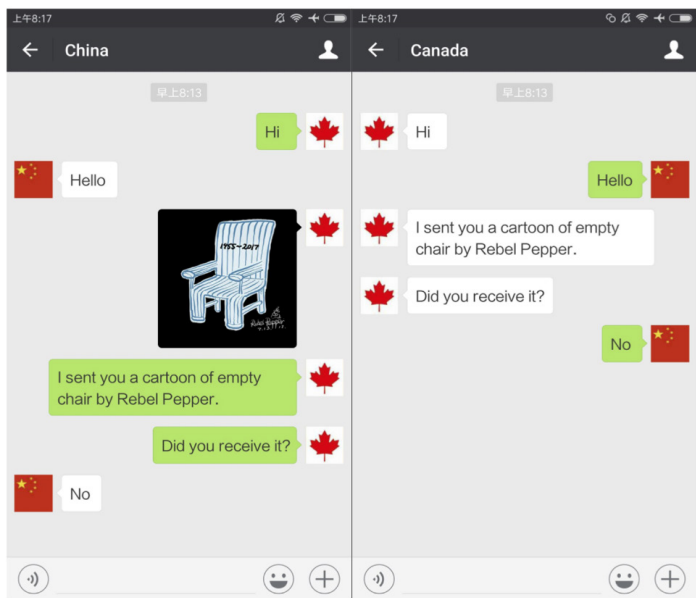 上午8:17
China
早上8:13
Hi
Hello
1955-2017
Rebel Pepper
I sent you a cartoon of empty
chair by Rebel Pepper.
Did you receive it?
No
上午8:17
Canada
早上8:13
Hi
Hello
I sent you a cartoon of empty
chair by Rebel Pepper.
Did you receive it?
No